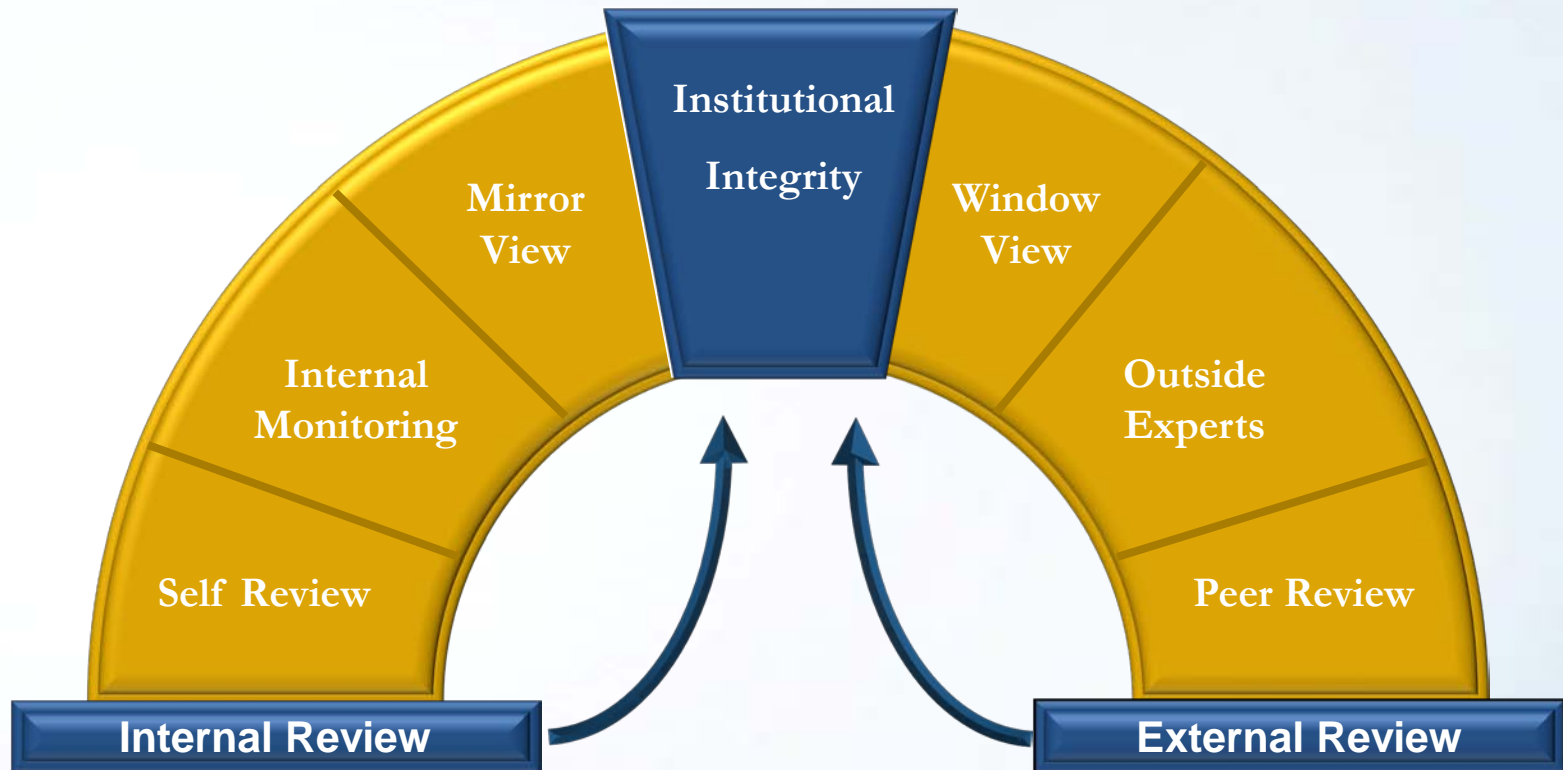 Institutional
Integrity
Mirror
View
Window
View
Internal
Monitoring
Outside
Experts
Self Review
Peer Review
Internal Review
External Review